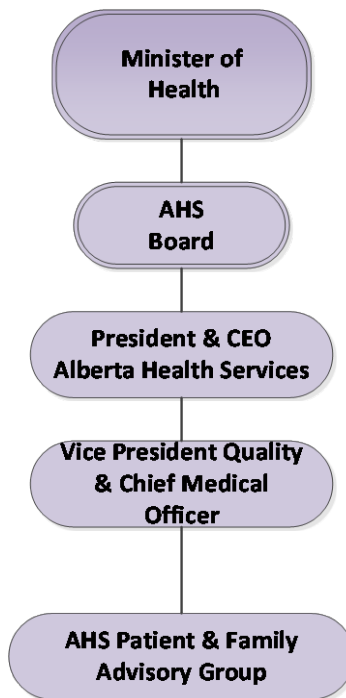 Minister of
Health
AHS
Board
President & CEO
Alberta Health Services
Vice President Quality
& Chief Medical
Officer
AHS Patient & Family
Advisory Group